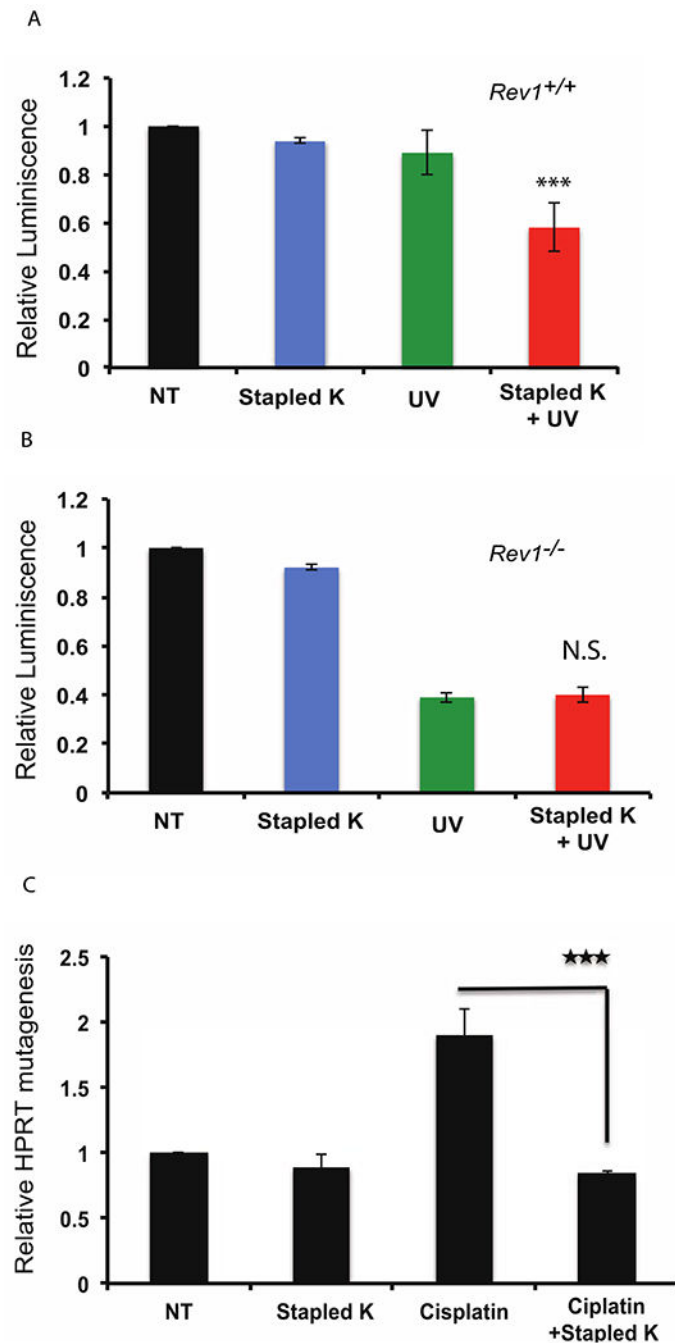 A
Relative Luminiscence
1.2
1
0.8
0.6
0.4
0.2
0
Rev1+/+
***
NT
Stapled K
UV
Stapled K
+ UV
B
Relative Luminiscence
1.2
1
0.8
0.6
0.4
0.2
0
Rev1-/-
N.S.
NT
Stapled K
UV
Stapled K
+ UV
C
Relative HPRT mutagenesis
2.5
2
1.5
1
0.5
0
★★★
NT
Stapled K
Cisplatin
Ciplatin
+Stapled K